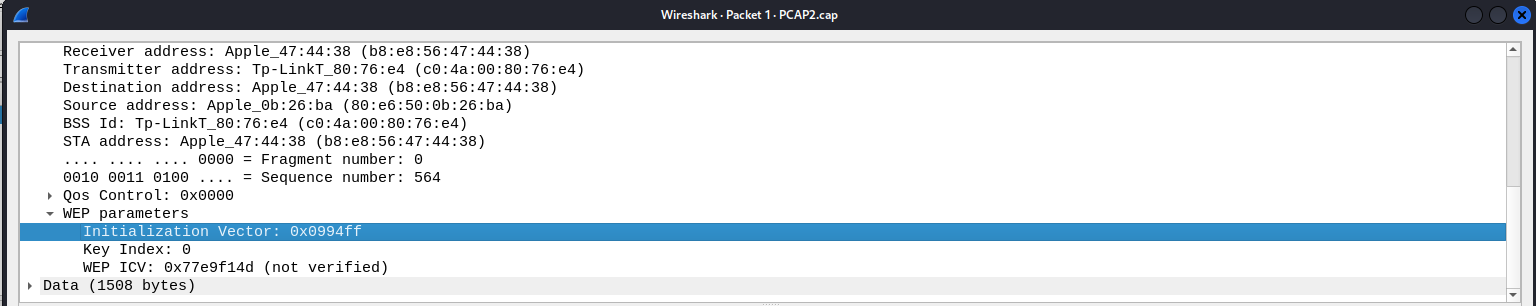 Wireshark · Packet 1 · PCAP2.cap
Receiver address: Apple_47:44:38 (b8:e8:56:47:44:38)
Transmitter address: Tp-LinkT_80:76:e4 (c0:4a:00:80:76:e4)
Destination address: Apple_47:44:38 (b8:e8:56:47:44:38)
Source address: Apple_0b:26:ba (80:e6:50:0b:26:ba)
BSS Id: Tp-LinkT_80:76:e4 (c0:4a:00:80:76:e4)
STA address: Apple_47:44:38 (b8:e8:56:47:44:38)
.... .... .... 0000 = Fragment number: 0
0010 0011 0100 .... = Sequence number: 564
Qos Control: 0x0000
WEP parameters
Initialization Vector: 0x0994ff
Key Index: 0
WEP ICV: 0x77e9f14d (not verified)
Data (1508 bytes)